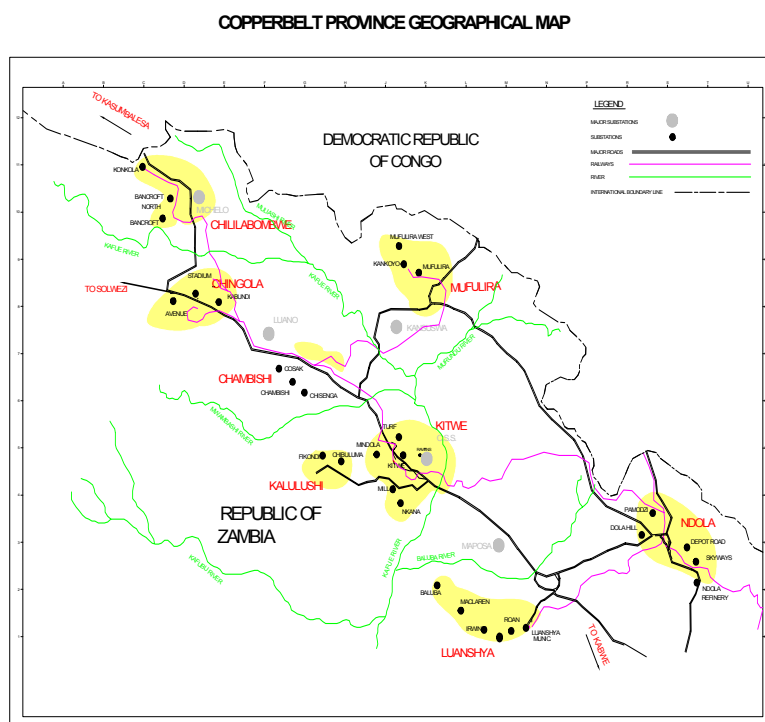 COPPERBELT PROVINCE GEOGRAPHICAL MAP
TO KASUMBALESA
DEMOCRATIC REPUBLIC
OF CONGO
LEGEND
MAJOR SUBSTATIONS
SUBSTATIONS
MAJOR ROADS
RAILWAYS
RIVER
INTERNATIONAL BOUNDARY LINE
KONKOLA
BANCROFT
NORTH
BANCROFT
MICHELO
CHILILABOMBWE
KAFUE RIVER
KAFUE RIVER
MUFULIRA WEST
KANKOYO
MUFULIRA
MUFULIRA
TO SOLWEZI
STADIUM
CHINGOLA
KABUNDI
AVENUE
LUANO
CHAMBISHI
COSAK
CHAMBISHI
CHISENGA
KITWE
C.S.S.
TURF
MINDOLA
KITWE
FIKONDI
CHIBULUMA
KALULUSHI
MILL
NKANA
REPUBLIC OF
ZAMBIA
KAFUE RIVER
MAPOSA
BALUBA RIVER
PAMODZI
NDOLA
DOLA HILL
DEPOT ROAD
SKYWAYS
NDOLA
REFINERY
BALUBA
MACLAREN
IRWIN
ROAN
LUANSHYA
MUNIC
LUANSHYA
TO KABWE